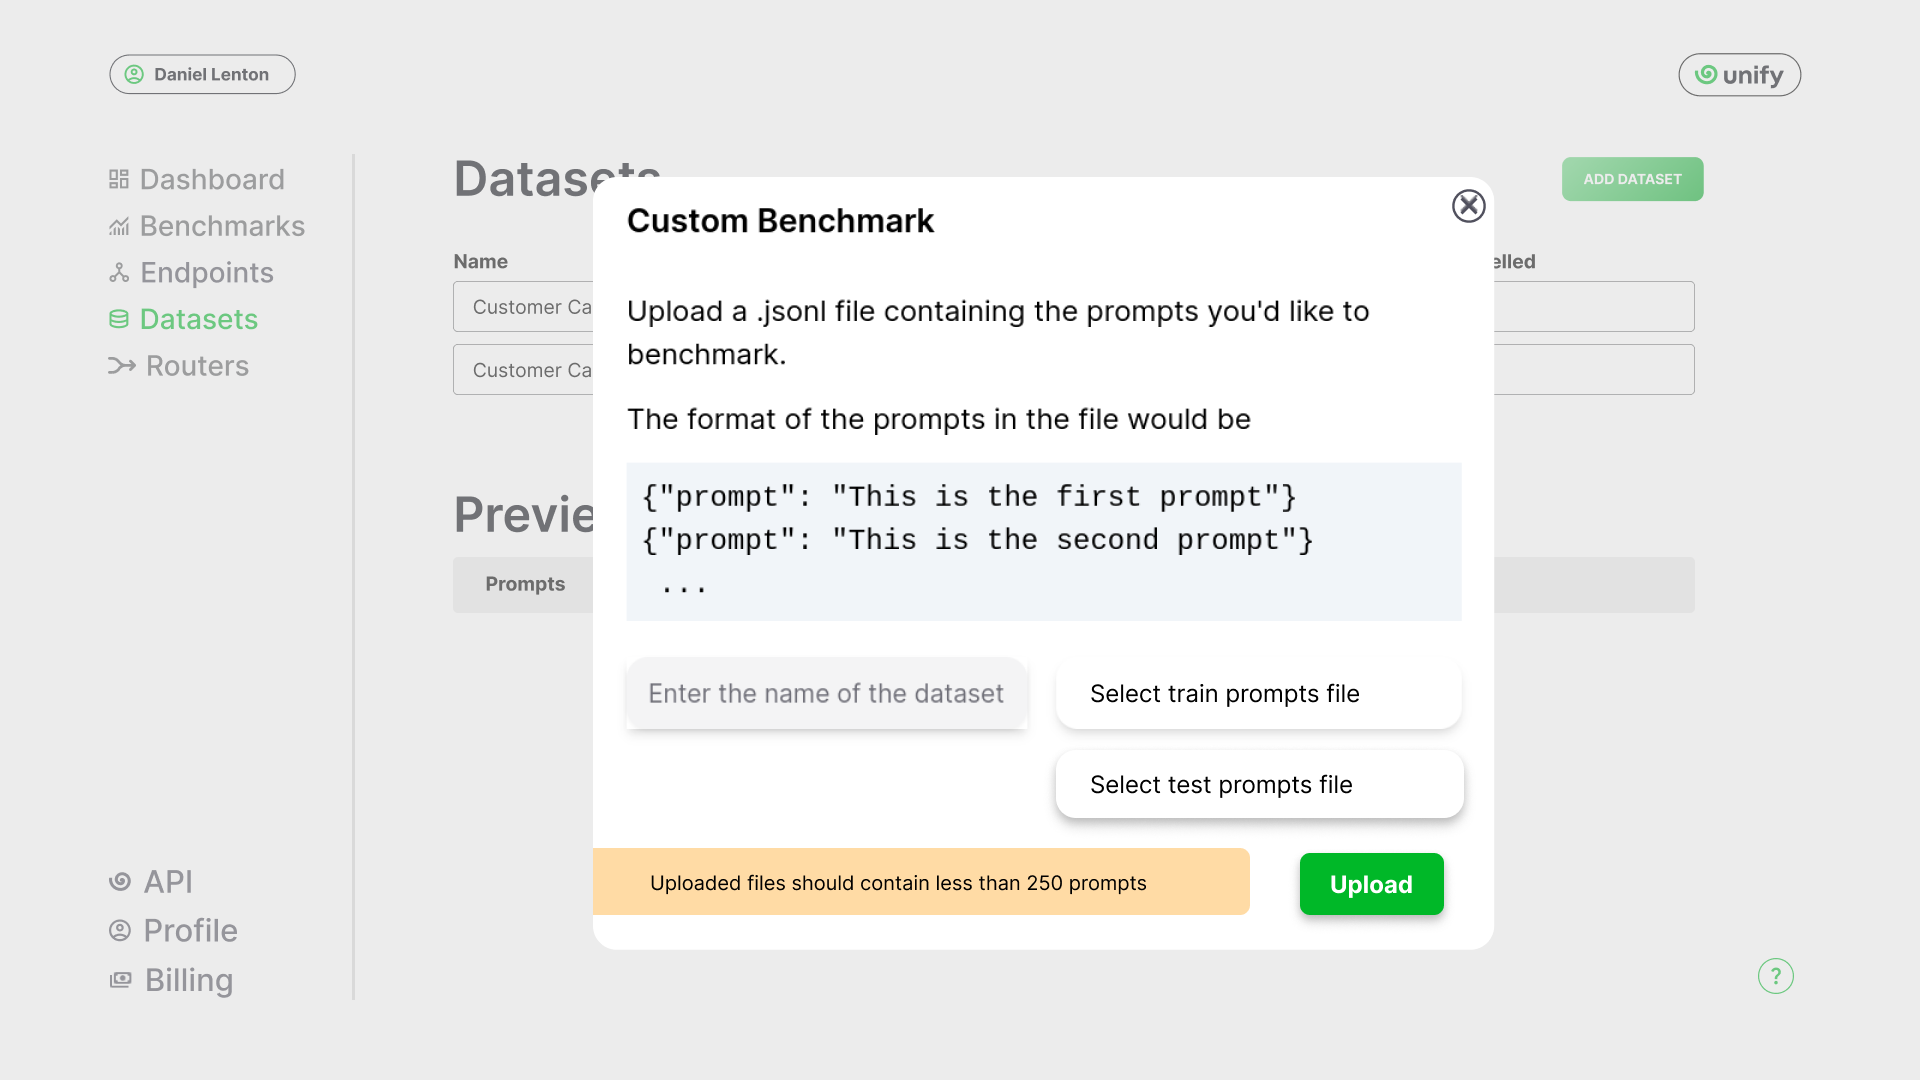 Daniel Lenton
unify
Dashboard
Benchmarks
Endpoints
Datasets
Routers
API
Profile
Billing
Datasets
ADD DATASET
Name
Customer Ca
Customer Ca
elled
Previe
Prompts
Custom Benchmark
Upload a .jsonl file containing the prompts you'd like to
benchmark.
The format of the prompts in the file would be
{"prompt": "This is the first prompt"}
{"prompt": "This is the second prompt"}
...
Enter the name of the dataset
Select train prompts file
Select test prompts file
Uploaded files should contain less than 250 prompts
Upload
?